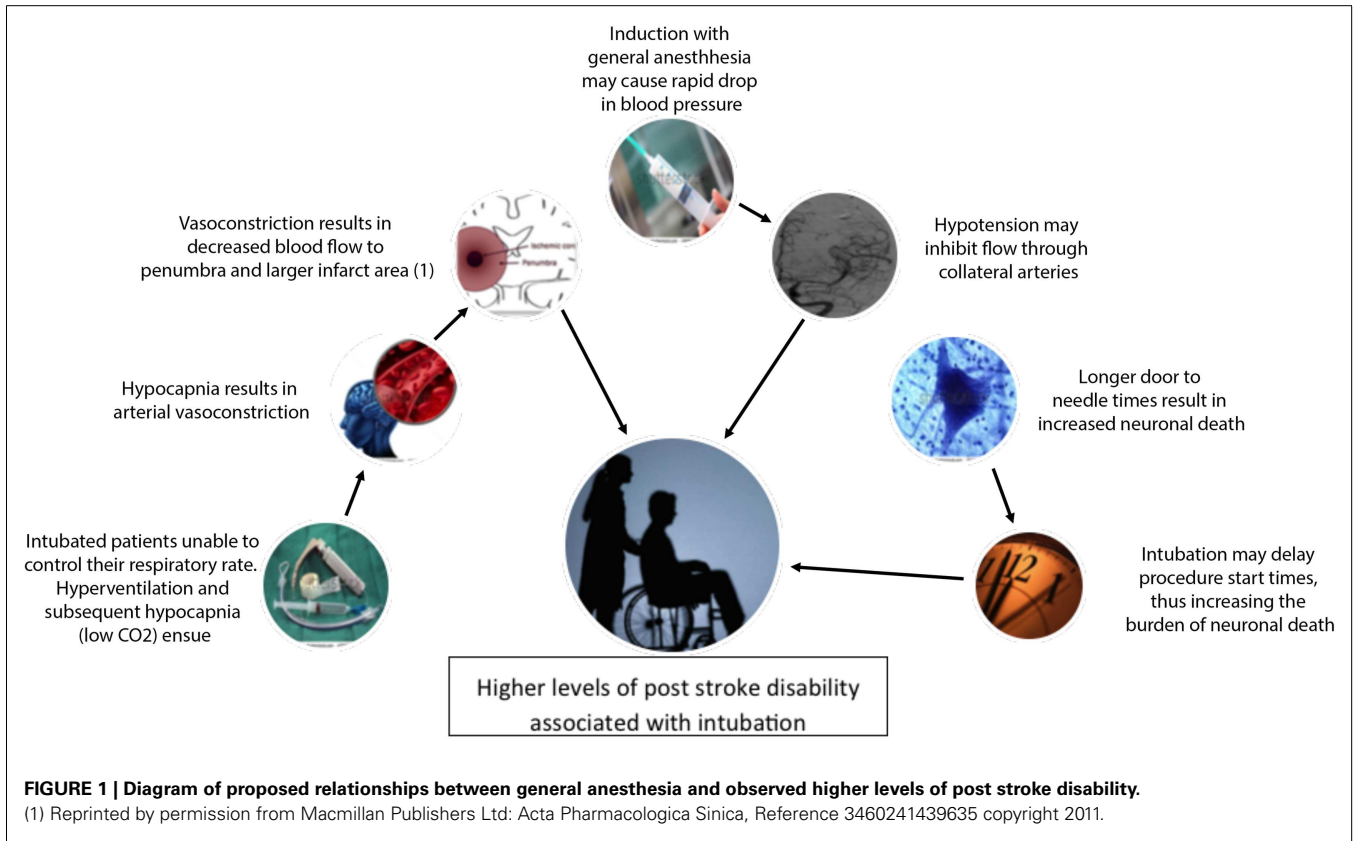 Induction with
general anesthhesia
may cause rapid drop
in blood pressure
Vasoconstriction results in
decreased blood flow to
penumbra and larger infarct area (1)
Penumbra
Hypotension may
inhibit flow through
collateral arteries
Hypocapnia results in
arterial vasoconstriction
Longer door to
needle times result in
increased neuronal death
Intubated patients unable to
control their respiratory rate.
Hyperventilation and
subsequent hypocapnia
(low CO2) ensue
11 12 1
Intubation may delay
procedure start times,
thus increasing the
burden of neuronal death
Higher levels of post stroke disability
associated with intubation
FIGURE 1 | Diagram of proposed relationships between general anesthesia and observed higher levels of post stroke disability.
(1) Reprinted by permission from Macmillan Publishers Ltd: Acta Pharmacologica Sinica, Reference 3460241439635 copyright 2011.